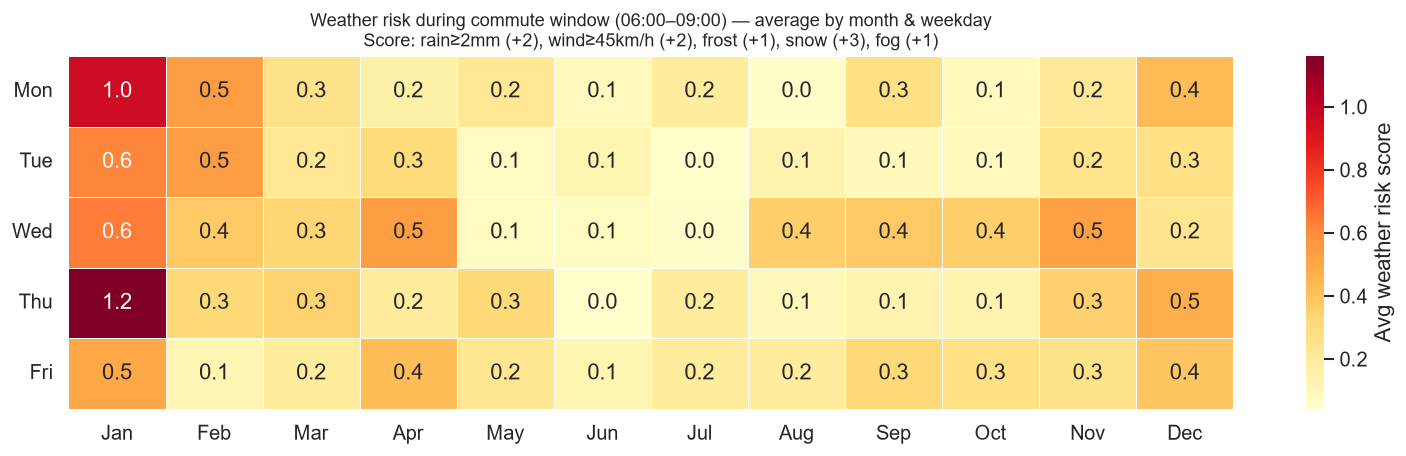 Weather risk during commute window (06:00–09:00) — average by month & weekday
Score: rain≥2mm (+2), wind≥45km/h (+2), frost (+1), snow (+3), fog (+1)
Mon 1.0 0.5 0.3 0.2 0.2 0.1 0.2 0.0 0.3 0.1 0.2 0.4
Tue 0.6 0.5 0.2 0.3 0.1 0.1 0.0 0.1 0.1 0.1 0.2 0.3
Wed 0.6 0.4 0.3 0.5 0.1 0.1 0.0 0.4 0.4 0.4 0.5 0.2
Thu 1.2 0.3 0.3 0.2 0.3 0.0 0.2 0.1 0.1 0.1 0.3 0.5
Fri 0.5 0.1 0.2 0.4 0.2 0.1 0.2 0.2 0.3 0.3 0.3 0.4
Jan Feb Mar Apr May Jun Jul Aug Sep Oct Nov Dec
1.0
0.8
0.6
0.4
0.2
Avg weather risk score